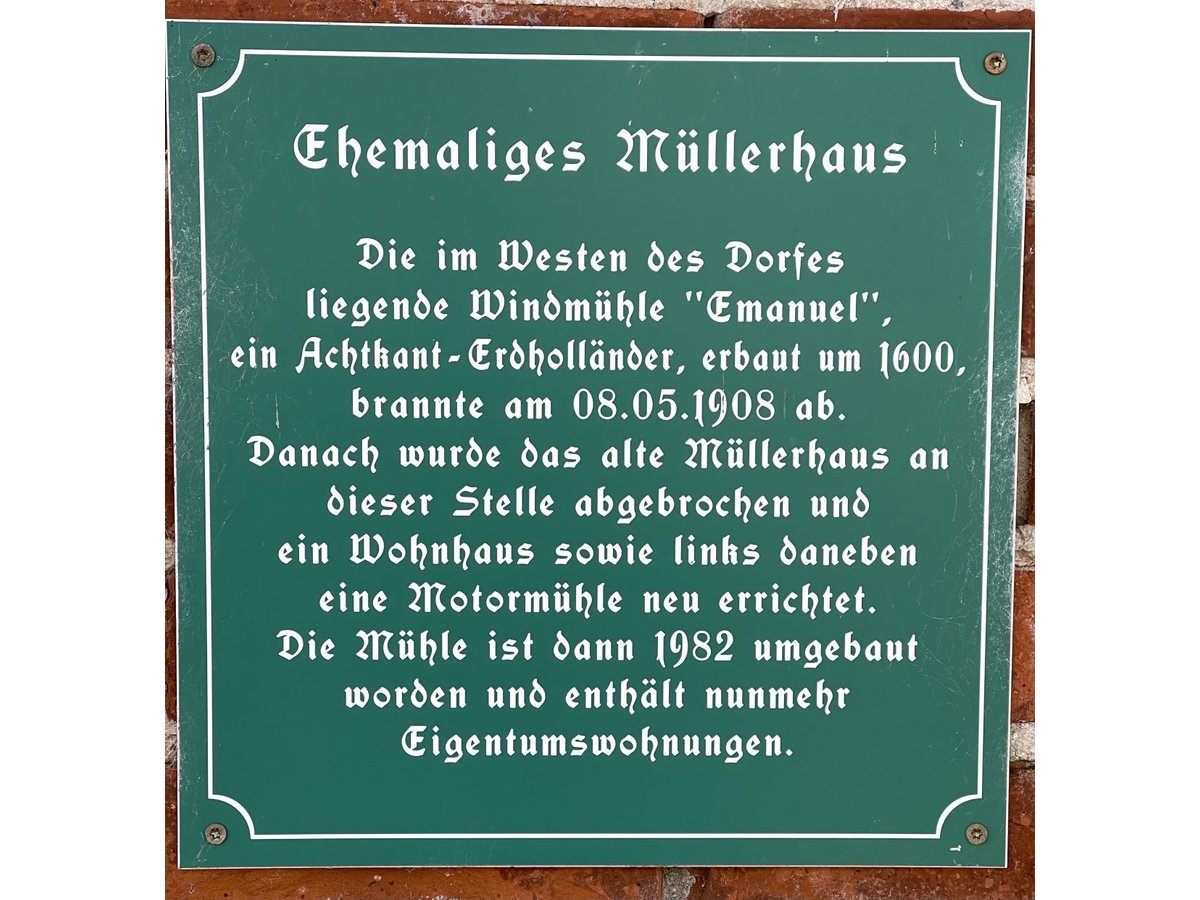 Ehemaliges Müllerhaus
Die im Westen des Dorfes
liegende Windmühle "Emanuel",
ein Achtkant-Erdholländer, erbaut um 1600,
brannte am 08.05.1908 ab.
Danach wurde das alte Müllerhaus an
dieser Stelle abgebrochen und
ein Wohnhaus sowie links daneben
eine Motormühle neu errichtet.
Die Mühle ist dann 1982 umgebaut
worden und enthält nunmehr
Eigentumswohnungen.